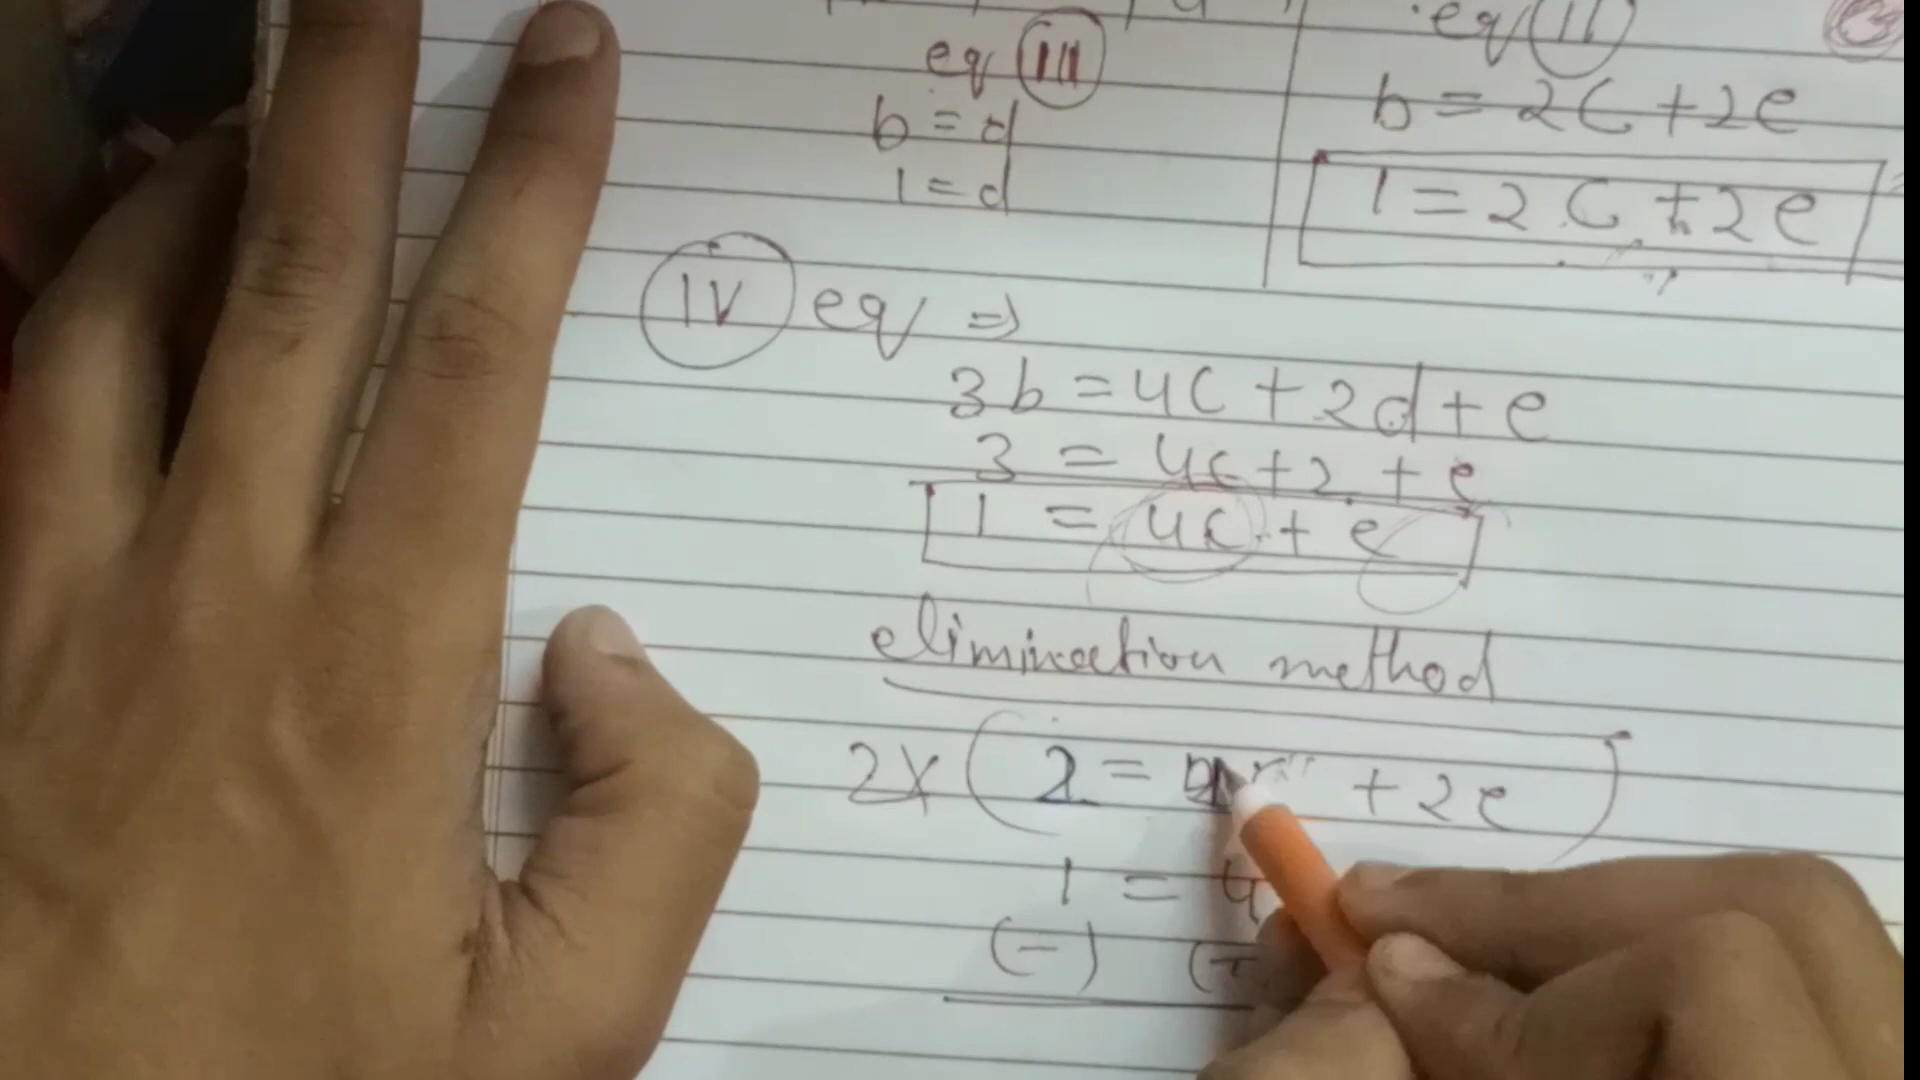 eq (III)
b = d
1 = d
eq (II)
b = 2C + 2e
1 = 2C + 2e
(IV) eq ⇒
3b = 4C + 2d + e
3 = 4C + 2 + e
1 = 4C + e
elimination method
2X ( 2 = + 2e )
1 = 4
(-) (-